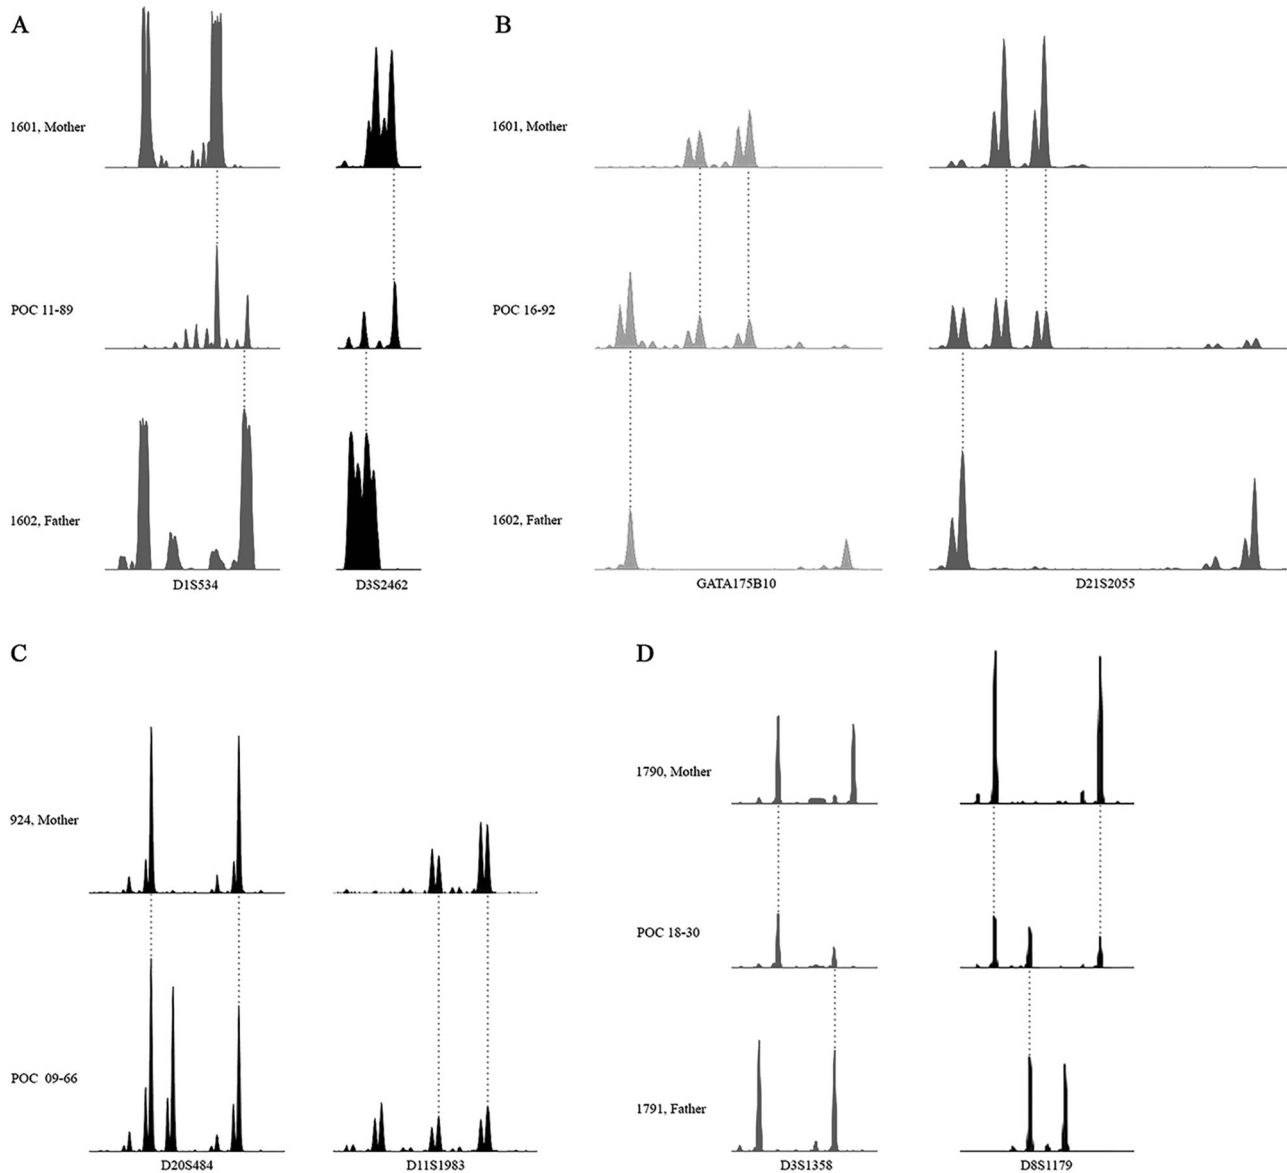 A
B
1601, Mother
1601, Mother
POC 11-89
POC 16-92
1602, Father
1602, Father
D1S534
D3S2462
GATA175B10
D21S2055
C
D
1790, Mother
924, Mother
POC 18-30
POC 09-66
1791, Father
D20S484
D11S1983
D3S1358
D8S1179